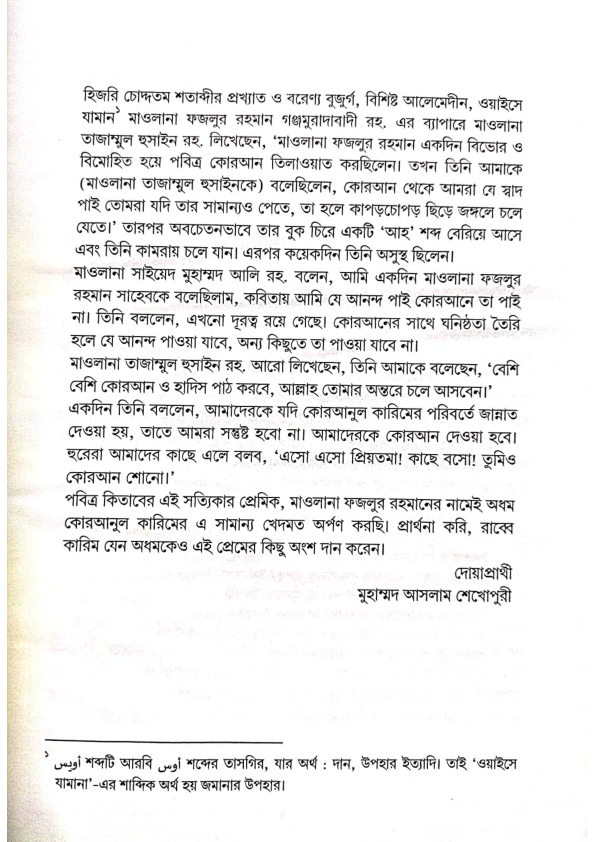 হিজরি চোদ্দতম শতাব্দীর প্রখ্যাত ও বরেণ্য বুজুর্গ, বিশিষ্ট আলেমেদীন, ওয়াইসে
যামান১ মাওলানা ফজলুর রহমান গঞ্জমুরাদাবাদী রহ. এর ব্যাপারে মাওলানা
তাজাম্মুল হুসাইন রহ. লিখেছেন, ‘মাওলানা ফজলুর রহমান একদিন বিভোর ও
বিমোহিত হয়ে পবিত্র কোরআন তিলাওয়াত করছিলেন। তখন তিনি আমাকে
(মাওলানা তাজাম্মুল হুসাইনকে) বলেছিলেন, কোরআন থেকে আমরা যে স্বাদ
পাই তোমরা যদি তার সামান্যও পেতে, তা হলে কাপড়চোপড় ছিড়ে জঙ্গলে চলে
যেতে।’ তারপর অবচেতনভাবে তার বুক চিরে একটি ‘আহ’ শব্দ বেরিয়ে আসে
এবং তিনি কামরায় চলে যান। এরপর কয়েকদিন তিনি অসুস্থ ছিলেন।
মাওলানা সাইয়েদ মুহাম্মদ আলি রহ. বলেন, আমি একদিন মাওলানা ফজলুর
রহমান সাহেবকে বলেছিলাম, কবিতায় আমি যে আনন্দ পাই কোরআনে তা পাই
না। তিনি বললেন, এখনো দূরত্ব রয়ে গেছে। কোরআনের সাথে ঘনিষ্ঠতা তৈরি
হলে যে আনন্দ পাওয়া যাবে, অন্য কিছুতে তা পাওয়া যাবে না।
মাওলানা তাজাম্মুল হুসাইন রহ. আরো লিখেছেন, তিনি আমাকে বলেছেন, ‘বেশি
বেশি কোরআন ও হাদিস পাঠ করবে, আল্লাহ তোমার অন্তরে চলে আসবেন।’
একদিন তিনি বললেন, আমাদেরকে যদি কোরআনুল কারিমের পরিবর্তে জান্নাত
দেওয়া হয়, তাতে আমরা সন্তুষ্ট হবো না। আমাদেরকে কোরআন দেওয়া হবে।
হুরেরা আমাদের কাছে এলে বলব, ‘এসো এসো প্রিয়তমা! কাছে বসো! তুমিও
কোরআন শোনো।’
পবিত্র কিতাবের এই সত্যিকার প্রেমিক, মাওলানা ফজলুর রহমানের নামেই অধম
কোরআনুল কারিমের এ সামান্য খেদমত অর্পণ করছি। প্রার্থনা করি, রাব্বে
কারিম যেন অধমকেও এই প্রেমের কিছু অংশ দান করেন।
দোয়াপ্রার্থী
মুহাম্মদ আসলাম শেখোপুরী
১ أويس শব্দটি আরবি أوس শব্দের তাসগির, যার অর্থ : দান, উপহার ইত্যাদি। তাই ‘ওয়াইসে
যামানা’-এর শাব্দিক অর্থ হয় জমানার উপহার।